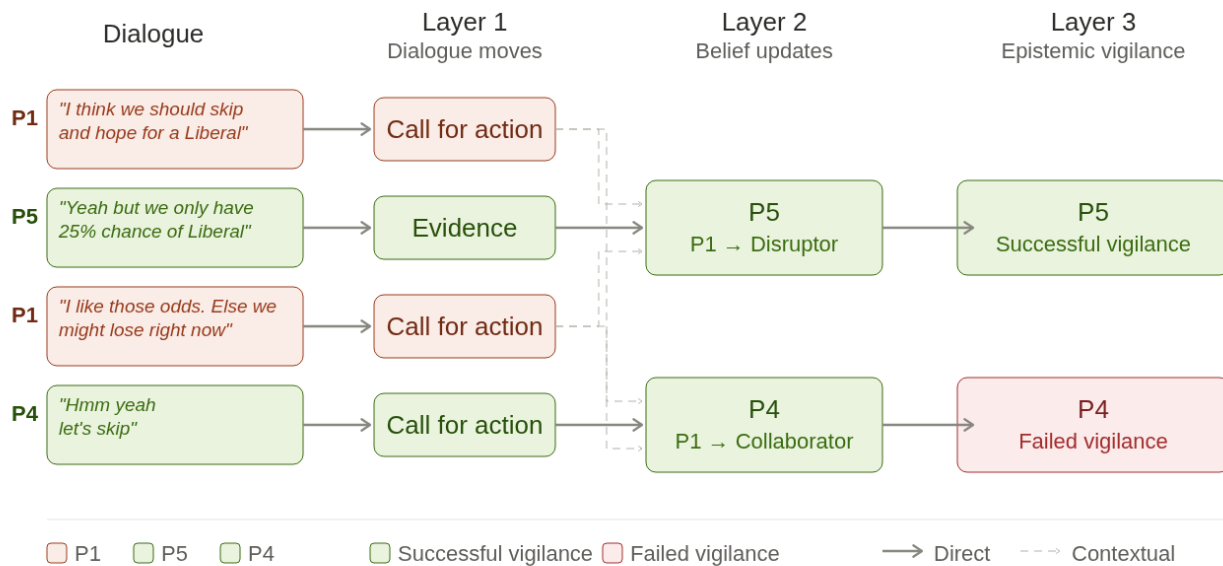 Dialogue
Layer 1
Dialogue moves
Layer 2
Belief updates
Layer 3
Epistemic vigilance
P1
"I think we should skip
and hope for a Liberal"
Call for action
P5
"Yeah but we only have
25% chance of Liberal"
Evidence
P5
P1 → Disruptor
P5
Successful vigilance
P1
"I like those odds. Else we
might lose right now"
Call for action
P4
"Hmm yeah
let's skip"
Call for action
P4
P1 → Collaborator
P4
Failed vigilance
P1
P5
P4
Successful vigilance
Failed vigilance
Direct
Contextual